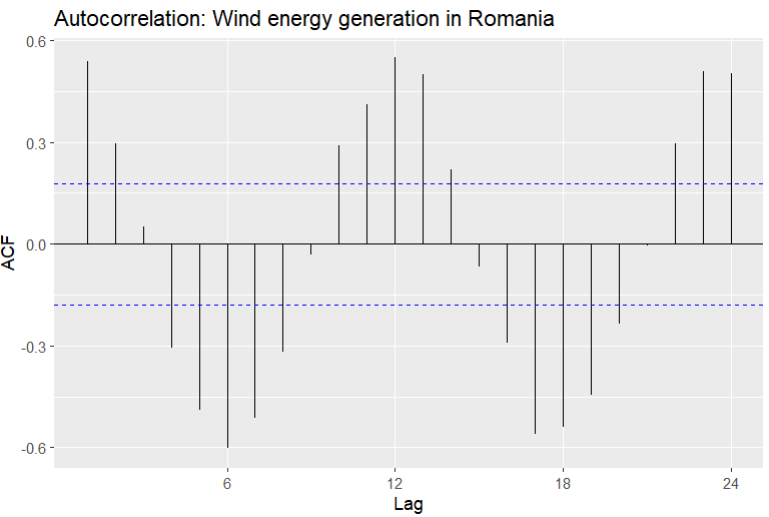 Autocorrelation: Wind energy generation in Romania
0.6
0.3
0.0
-0.3
-0.6
ACF
6 12 18 24
Lag